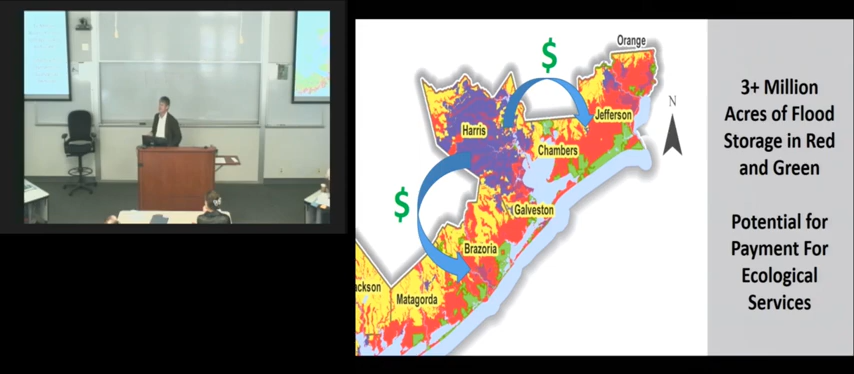 $
Orange
Harris
Jefferson
Chambers
N
$
Galveston
Brazoria
Matagorda
3+ Million
Acres of Flood
Storage in Red
and Green
Potential for
Payment For
Ecological
Services